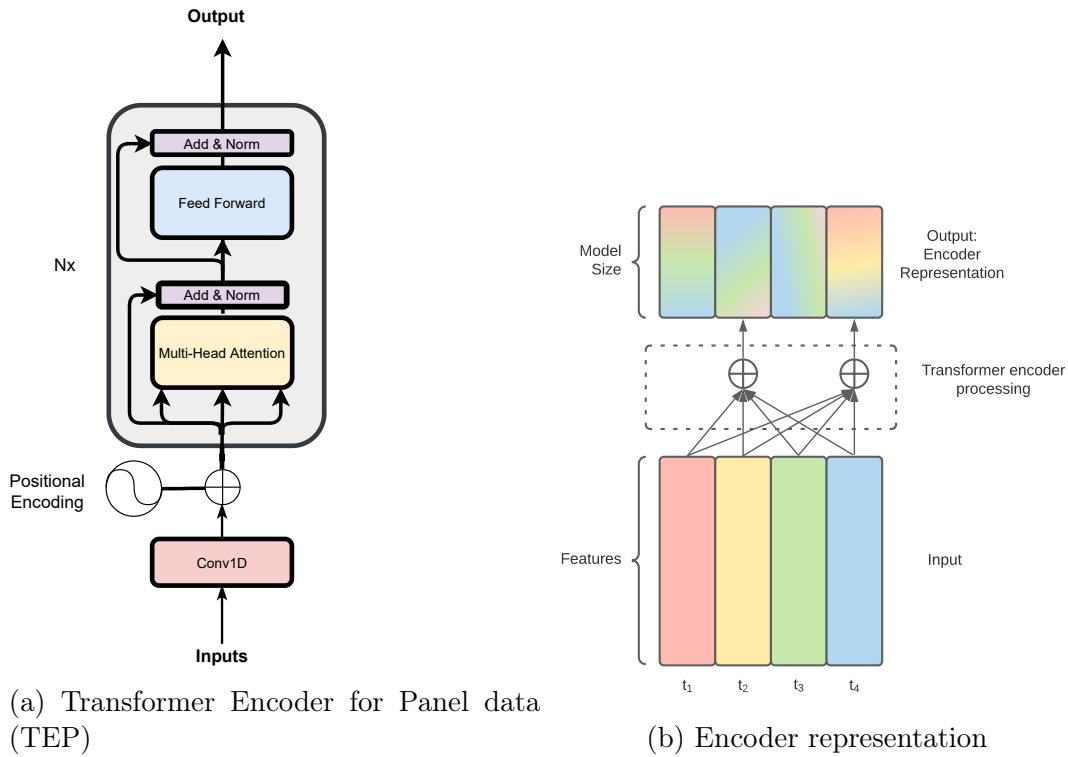 Output
Add & Norm
Feed Forward
Nx
Add & Norm
Multi-Head Attention
Positional
Encoding
Conv1D
Inputs
(a) Transformer Encoder for Panel data
(TEP)
Model
Size
Output:
Encoder
Representation
Transformer encoder
processing
Features
Input
t₁ t₂ t₃ t₄
(b) Encoder representation